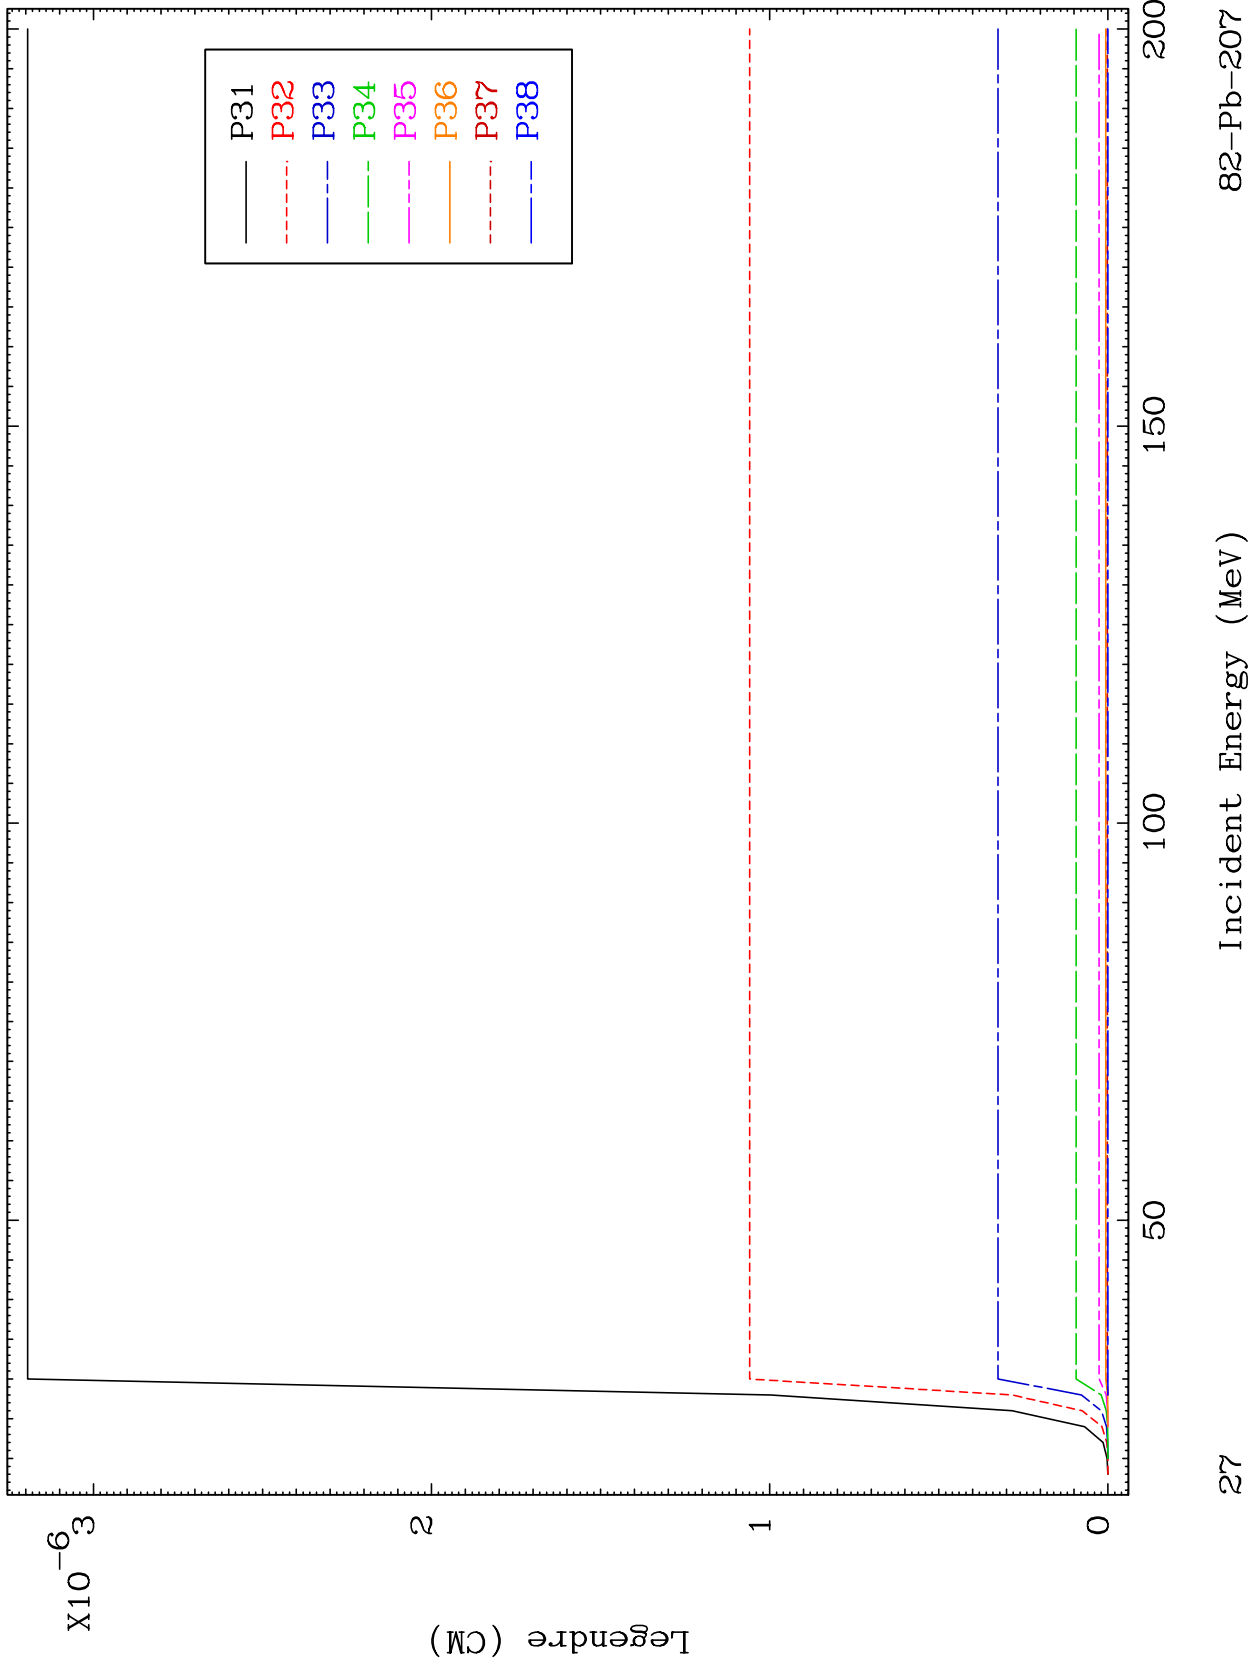 X10-6
3
2
1
0
Legendre (CM)
P31
P32
P33
P34
P35
P36
P37
P38
50
100
150
200
27
Incident Energy (MeV)
82-Pb-207